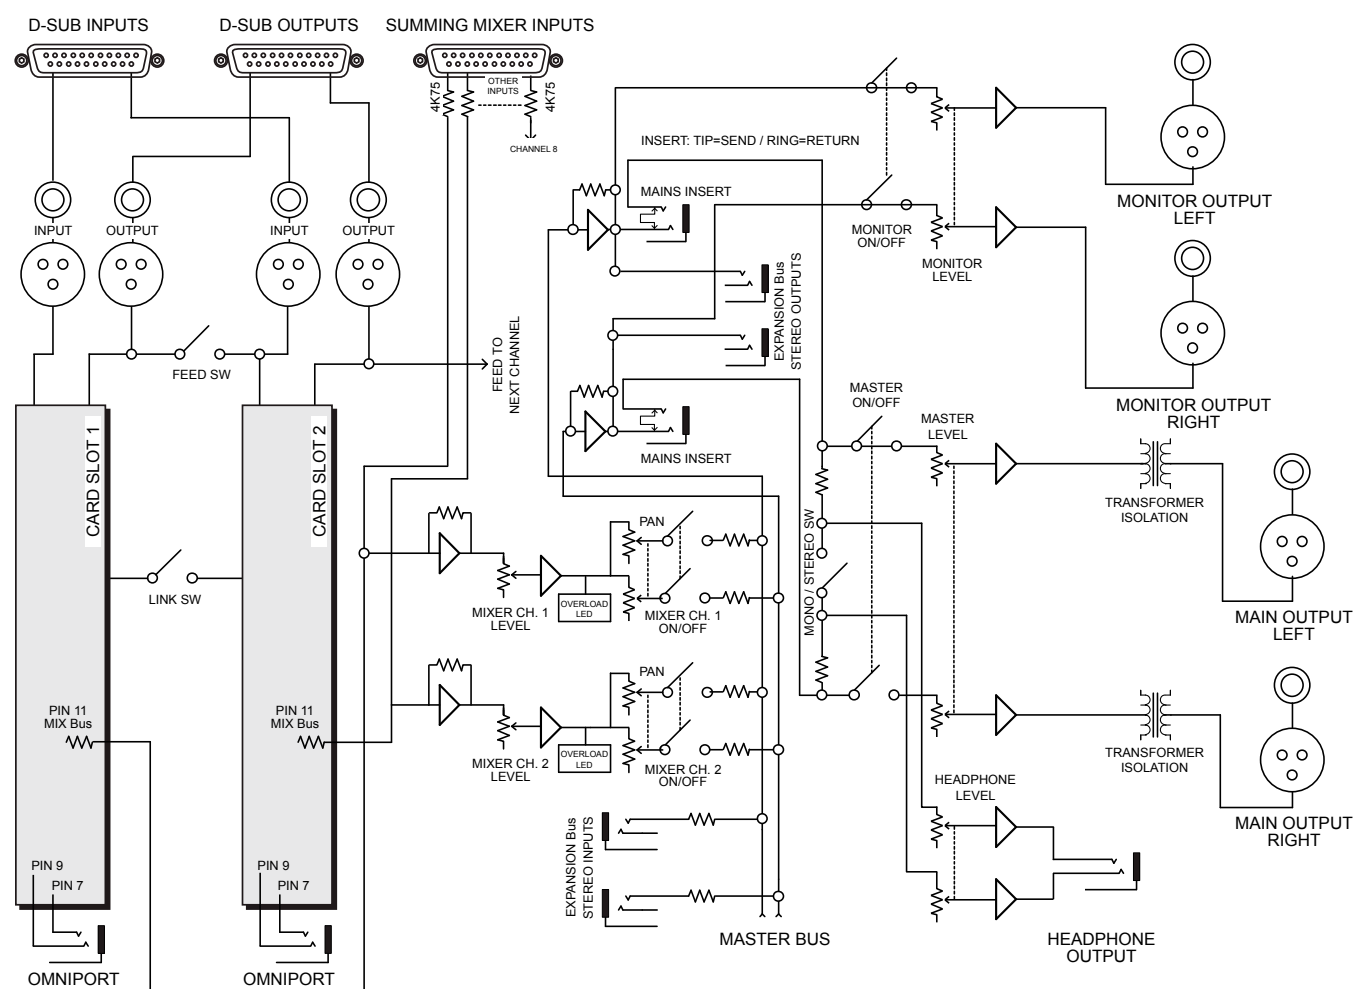 D-SUB INPUTS
D-SUB OUTPUTS
SUMMING MIXER INPUTS
4K75
OTHER
INPUTS
4K75
CHANNEL 8
INSERT: TIP=SEND / RING=RETURN
MAINS INSERT
INPUT
OUTPUT
INPUT
OUTPUT
MONITOR
ON/OFF
MONITOR
LEVEL
MONITOR OUTPUT
LEFT
EXPANSION Bus
STEREO OUTPUTS
FEED SW
FEED TO
NEXT CHANNEL
MONITOR OUTPUT
RIGHT
MASTER
ON/OFF
MASTER
LEVEL
CARD SLOT 1
CARD SLOT 2
MAINS INSERT
TRANSFORMER
ISOLATION
PAN
MONO / STEREO SW
LINK SW
MIXER CH. 1
LEVEL
OVERLOAD
LED
MIXER CH. 1
ON/OFF
MAIN OUTPUT
LEFT
PIN 11
MIX Bus
PIN 11
MIX Bus
PAN
MIXER CH. 2
LEVEL
OVERLOAD
LED
MIXER CH. 2
ON/OFF
TRANSFORMER
ISOLATION
HEADPHONE
LEVEL
MAIN OUTPUT
RIGHT
EXPANSION Bus
STEREO INPUTS
PIN 9
PIN 7
PIN 9
PIN 7
MASTER BUS
HEADPHONE
OUTPUT
OMNIPORT
OMNIPORT